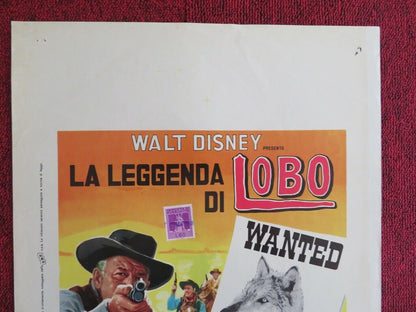 WALT DISNEY
PRESENTA
LA LEGGENDA
DI LOBO
WANTED